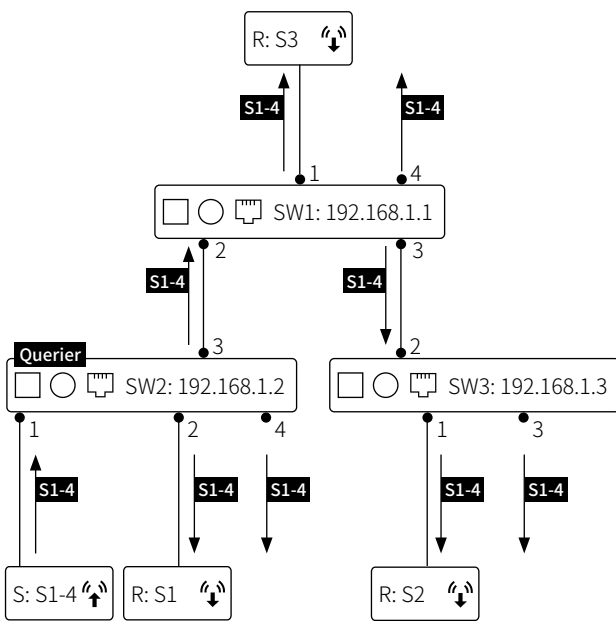 R: S3
S1-4
S1-4
1
4
SW1: 192.168.1.1
2
3
S1-4
S1-4
Querier
3
2
SW2: 192.168.1.2
SW3: 192.168.1.3
1
2
4
1
3
S1-4
S1-4
S1-4
S1-4
S1-4
S: S1-4
R: S1
R: S2